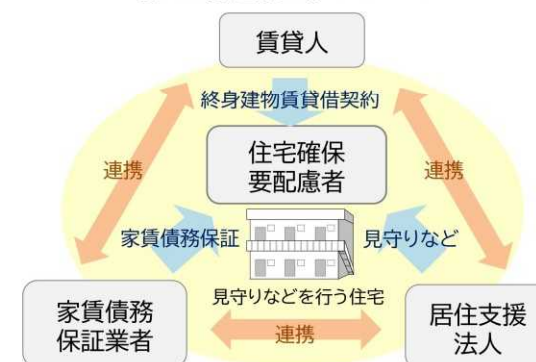 賃貸人
終身建物賃貸借契約
住宅確保
要配慮者
連携
連携
家賃債務保証
見守りなど
見守りなどを行う住宅
家賃債務
保証業者
連携
居住支援
法人